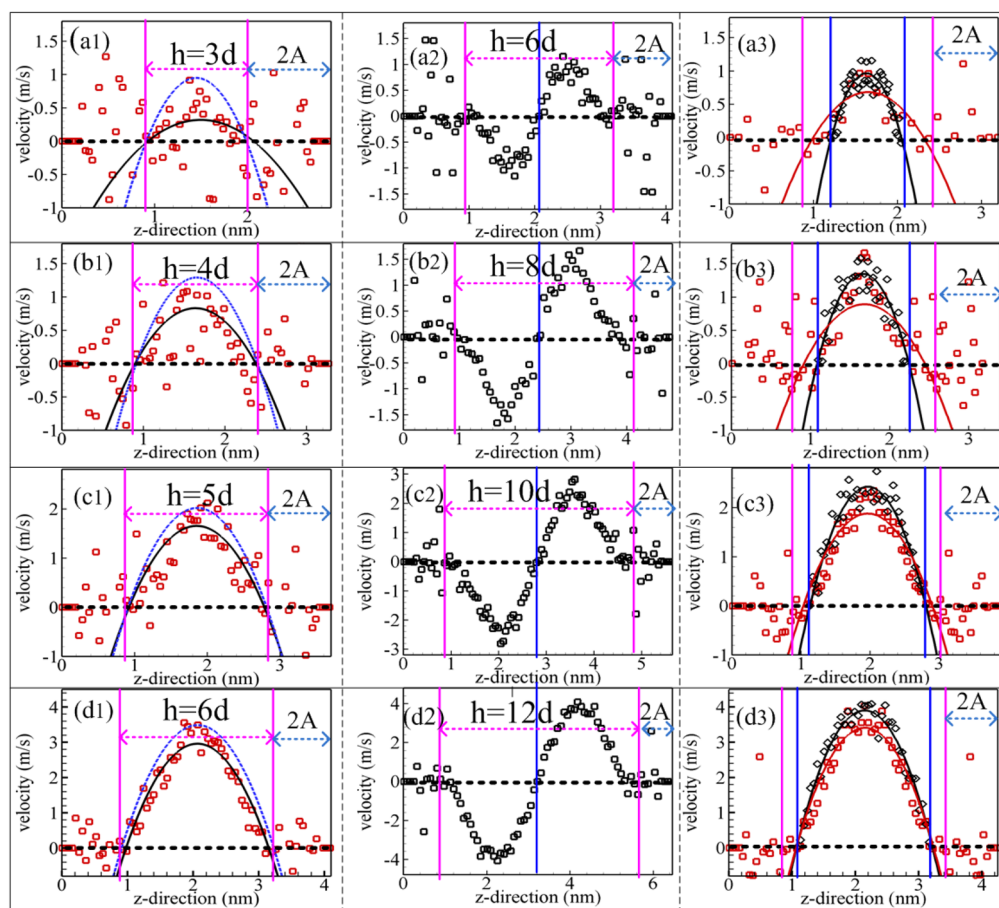 (a1)
h=3d
2A
velocity (m/s)
1.5
1
0.5
0
-0.5
-1
0
1
2
z-direction (nm)
(a2)
h=6d
2A
velocity (m/s)
1.5
1
0.5
0
-0.5
-1
-1.5
0
1
2
3
4
z-direction (nm)
(a3)
2A
velocity (m/s)
1.5
1
0.5
0
-0.5
-1
0
1
2
3
z-direction (nm)
(b1)
h=4d
2A
velocity (m/s)
1.5
1
0.5
0
-0.5
-1
0
1
2
3
z-direction (nm)
(b2)
h=8d
2A
velocity (m/s)
1.5
1
0.5
0
-0.5
-1
-1.5
0
1
2
3
4
z-direction (nm)
(b3)
2A
velocity (m/s)
1.5
1
0.5
0
-0.5
-1
0
1
2
3
z-direction (nm)
(c1)
h=5d
2A
velocity (m/s)
2
1
0
-1
0
1
2
3
z-direction (nm)
(c2)
h=10d
2A
velocity (m/s)
3
2
1
0
-1
-2
-3
0
1
2
3
4
5
z-direction (nm)
(c3)
2A
velocity (m/s)
2
1
0
-1
0
1
2
3
z-direction (nm)
(d1)
h=6d
2A
velocity (m/s)
4
3
2
1
0
0
1
2
3
4
z-direction (nm)
(d2)
h=12d
2A
velocity (m/s)
4
2
0
-2
-4
0
2
4
6
z-direction (nm)
(d3)
2A
velocity (m/s)
4
3
2
1
0
0
1
2
3
4
z-direction (nm)